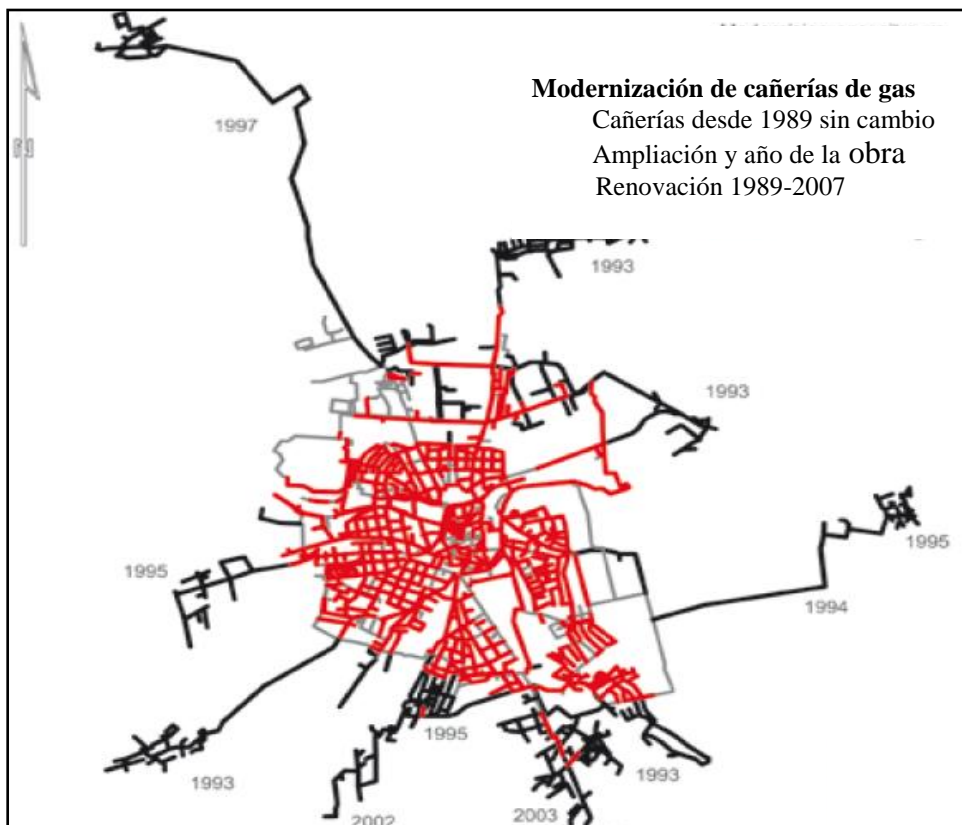 Modernización de cañerías de gas
Cañerías desde 1989 sin cambio
Ampliación y año de la obra
Renovación 1989-2007
1997
1993
1993
1995
1995
1994
1995
1993
1993
2002
2003